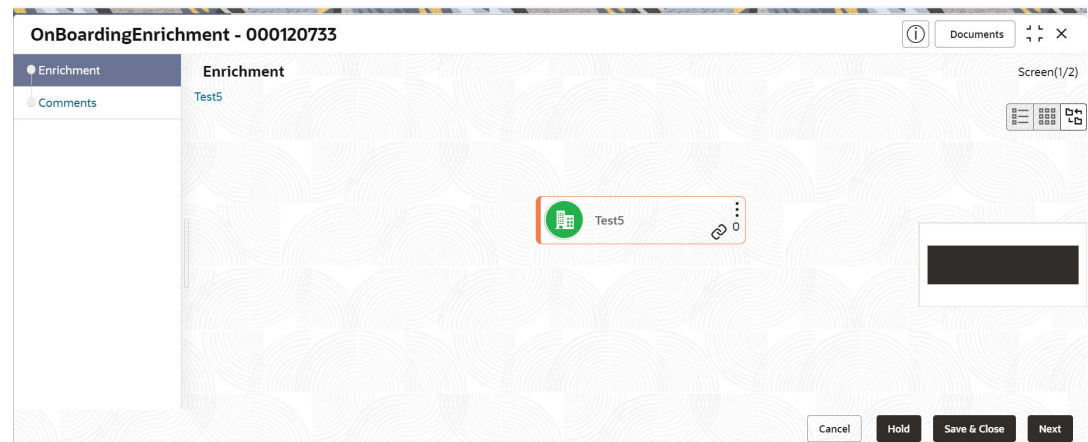 OnBoardingEnrichment - 000120733
Documents
Enrichment
Comments
Enrichment
Screen(1/2)
Test5
Test5
0
Cancel
Hold
Save & Close
Next